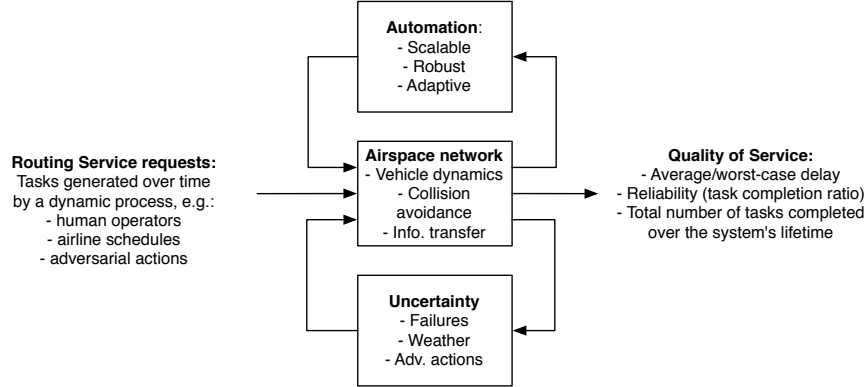 Automation:
- Scalable
- Robust
- Adaptive
Routing Service requests:
Tasks generated over time
by a dynamic process, e.g.:
- human operators
- airline schedules
- adversarial actions
Airspace network
- Vehicle dynamics
- Collision
avoidance
- Info. transfer
Quality of Service:
- Average/worst-case delay
- Reliability (task completion ratio)
- Total number of tasks completed
over the system's lifetime
Uncertainty
- Failures
- Weather
- Adv. actions